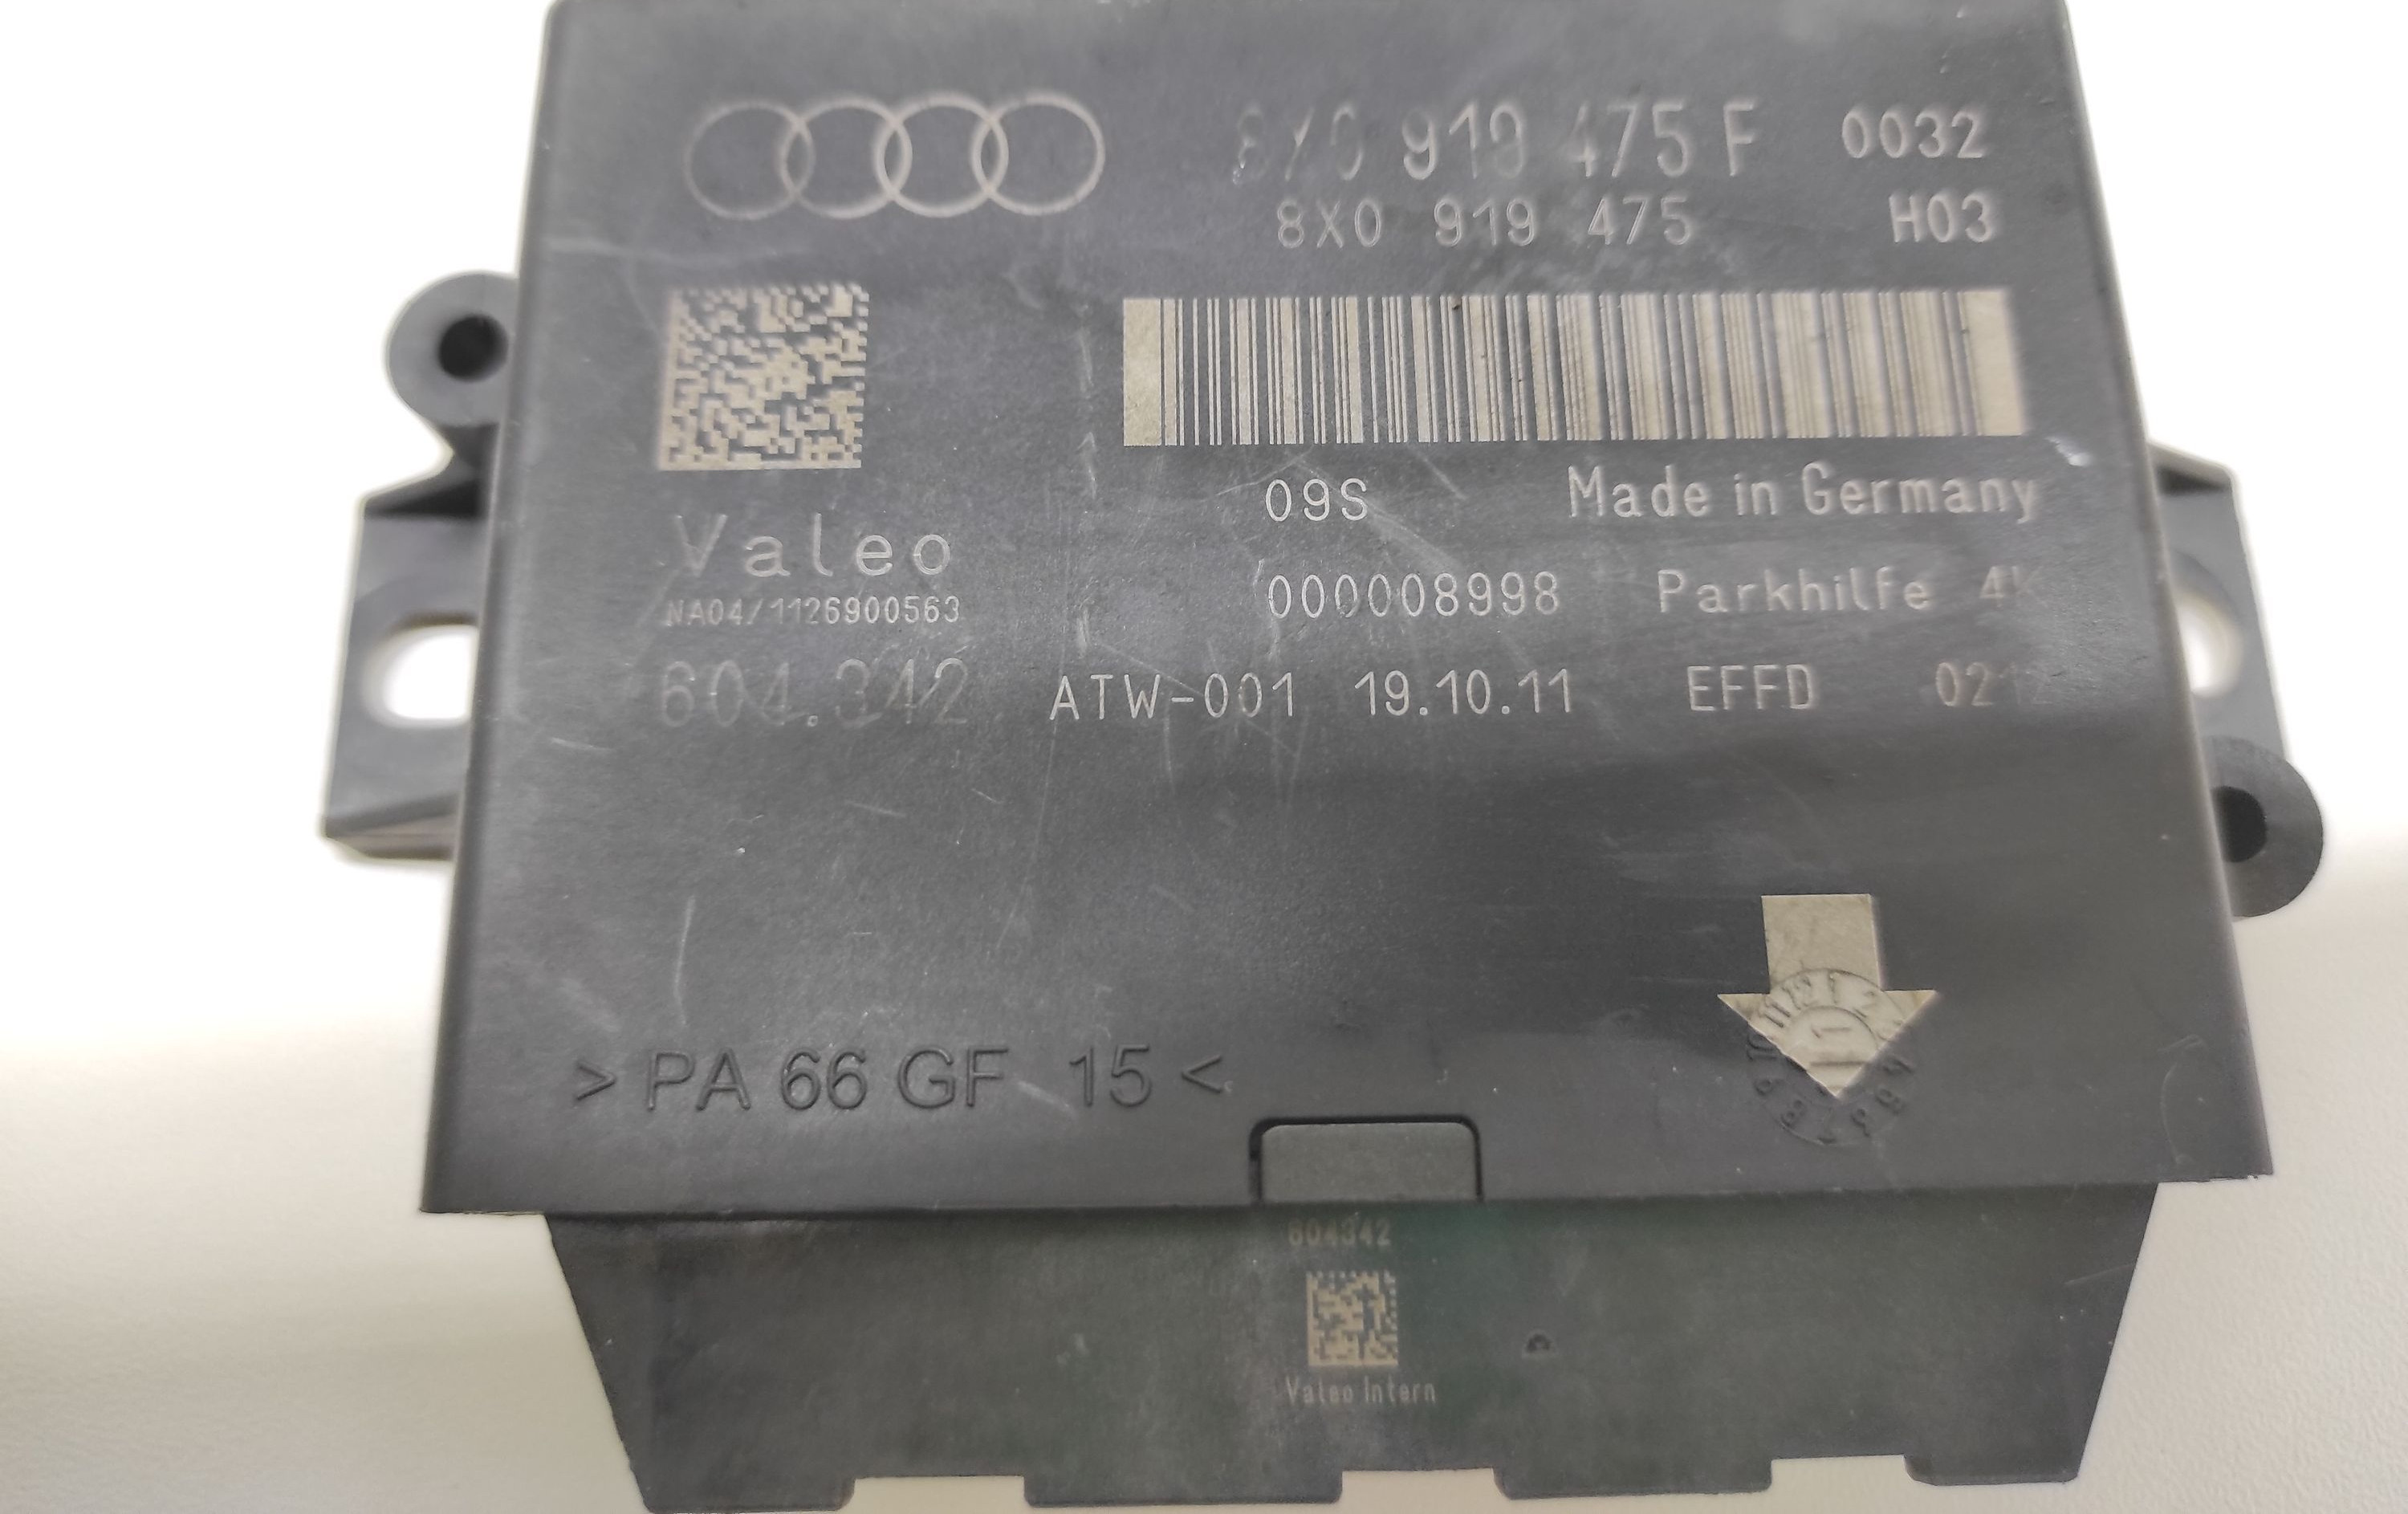 8X0 919 475 F 0032
8X0 919 475 H03
09S Made in Germany
Valeo
000008998 Parkhilfe 4K
NA04/1126900563
604.342 ATW-001 19.10.11 EFFD 0212
> PA 66 GF 15 <
604342
Valeo Intern